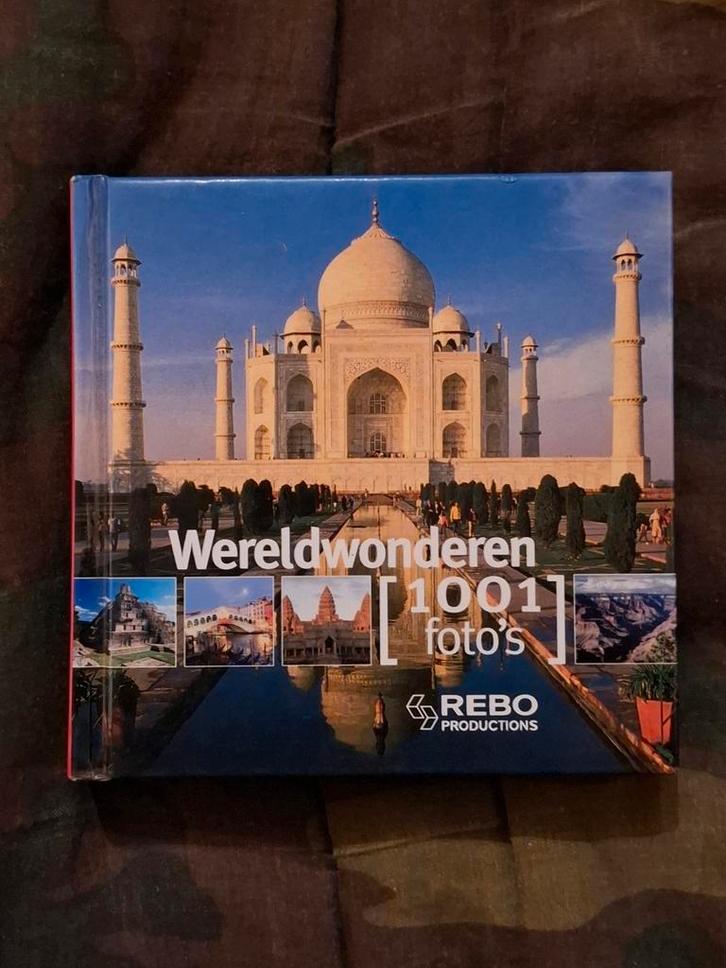 Wereldwonderen
[1001
foto's]
REBO
PRODUCTIONS